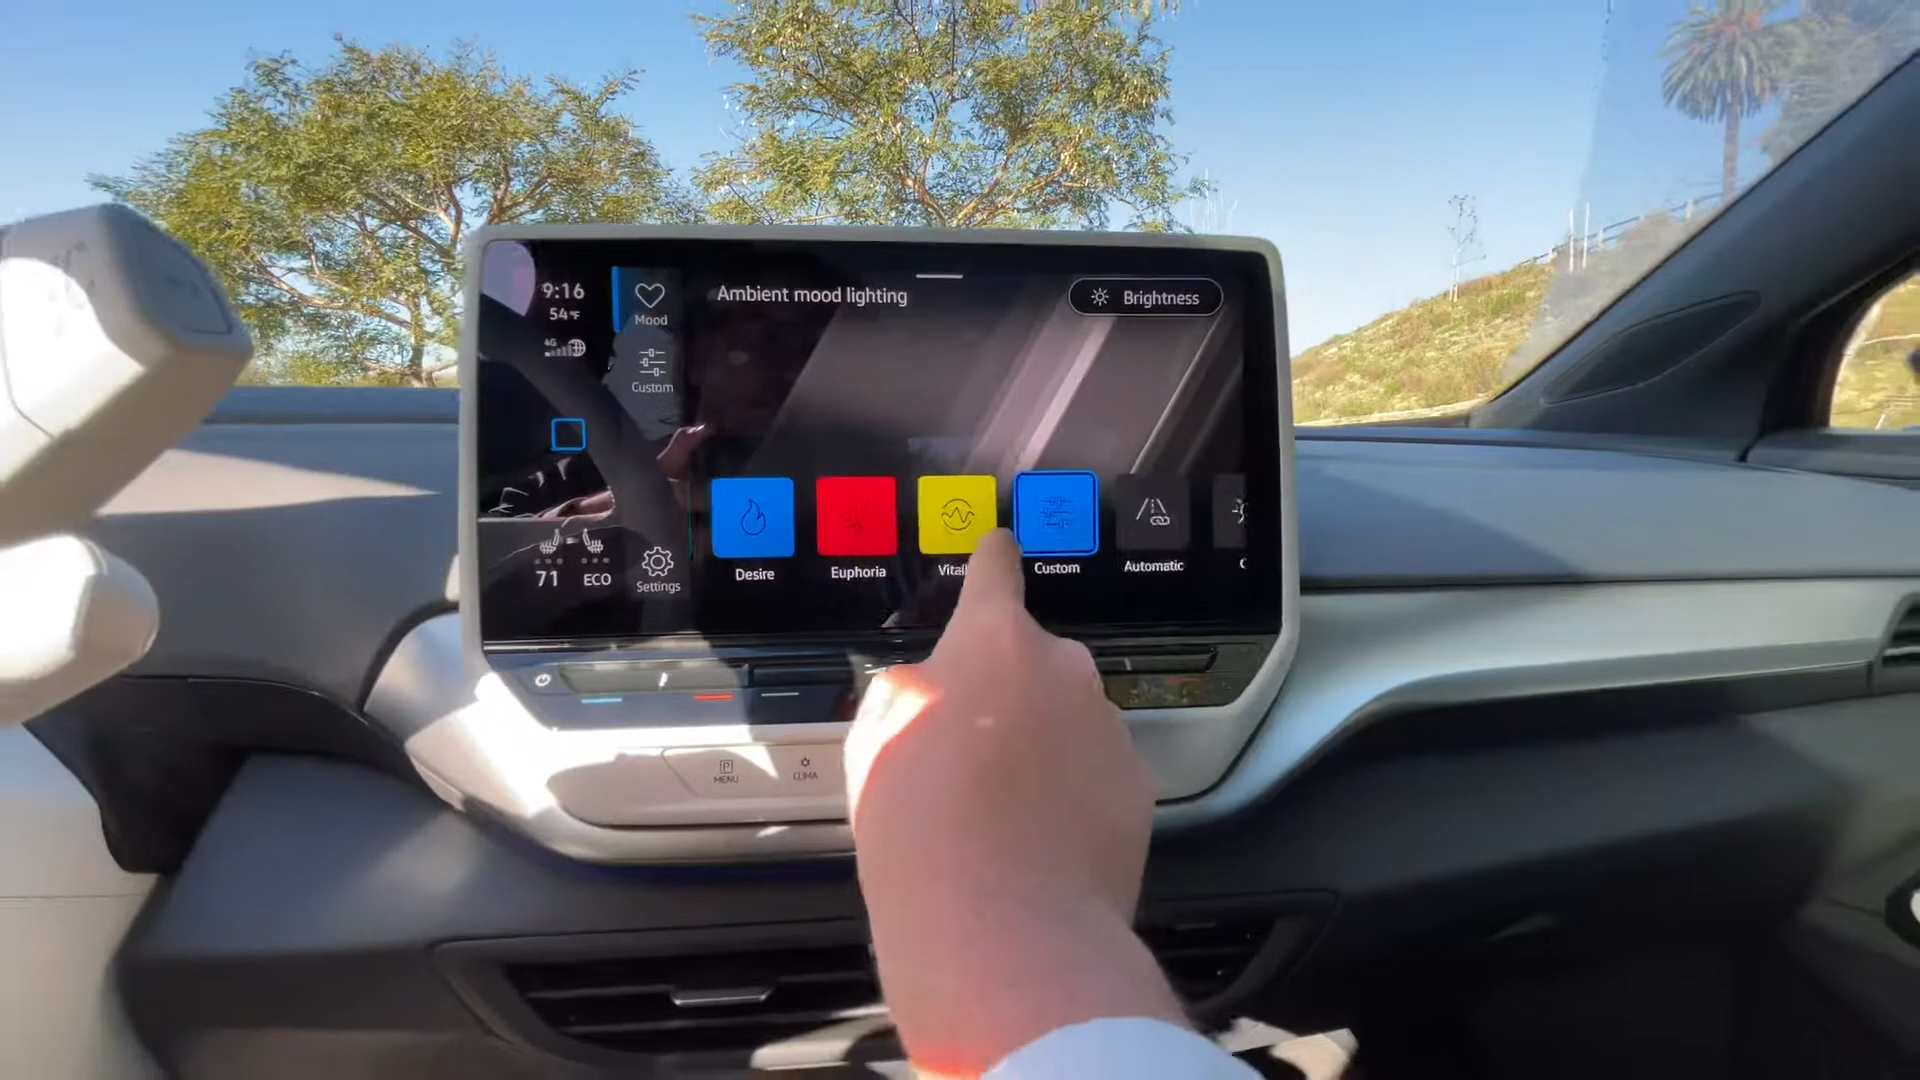 9:16
54°F
4G
Mood
Custom
Settings
71
ECO
Ambient mood lighting
Brightness
Desire
Euphoria
Custom
Automatic
P
MENU
CLIMA